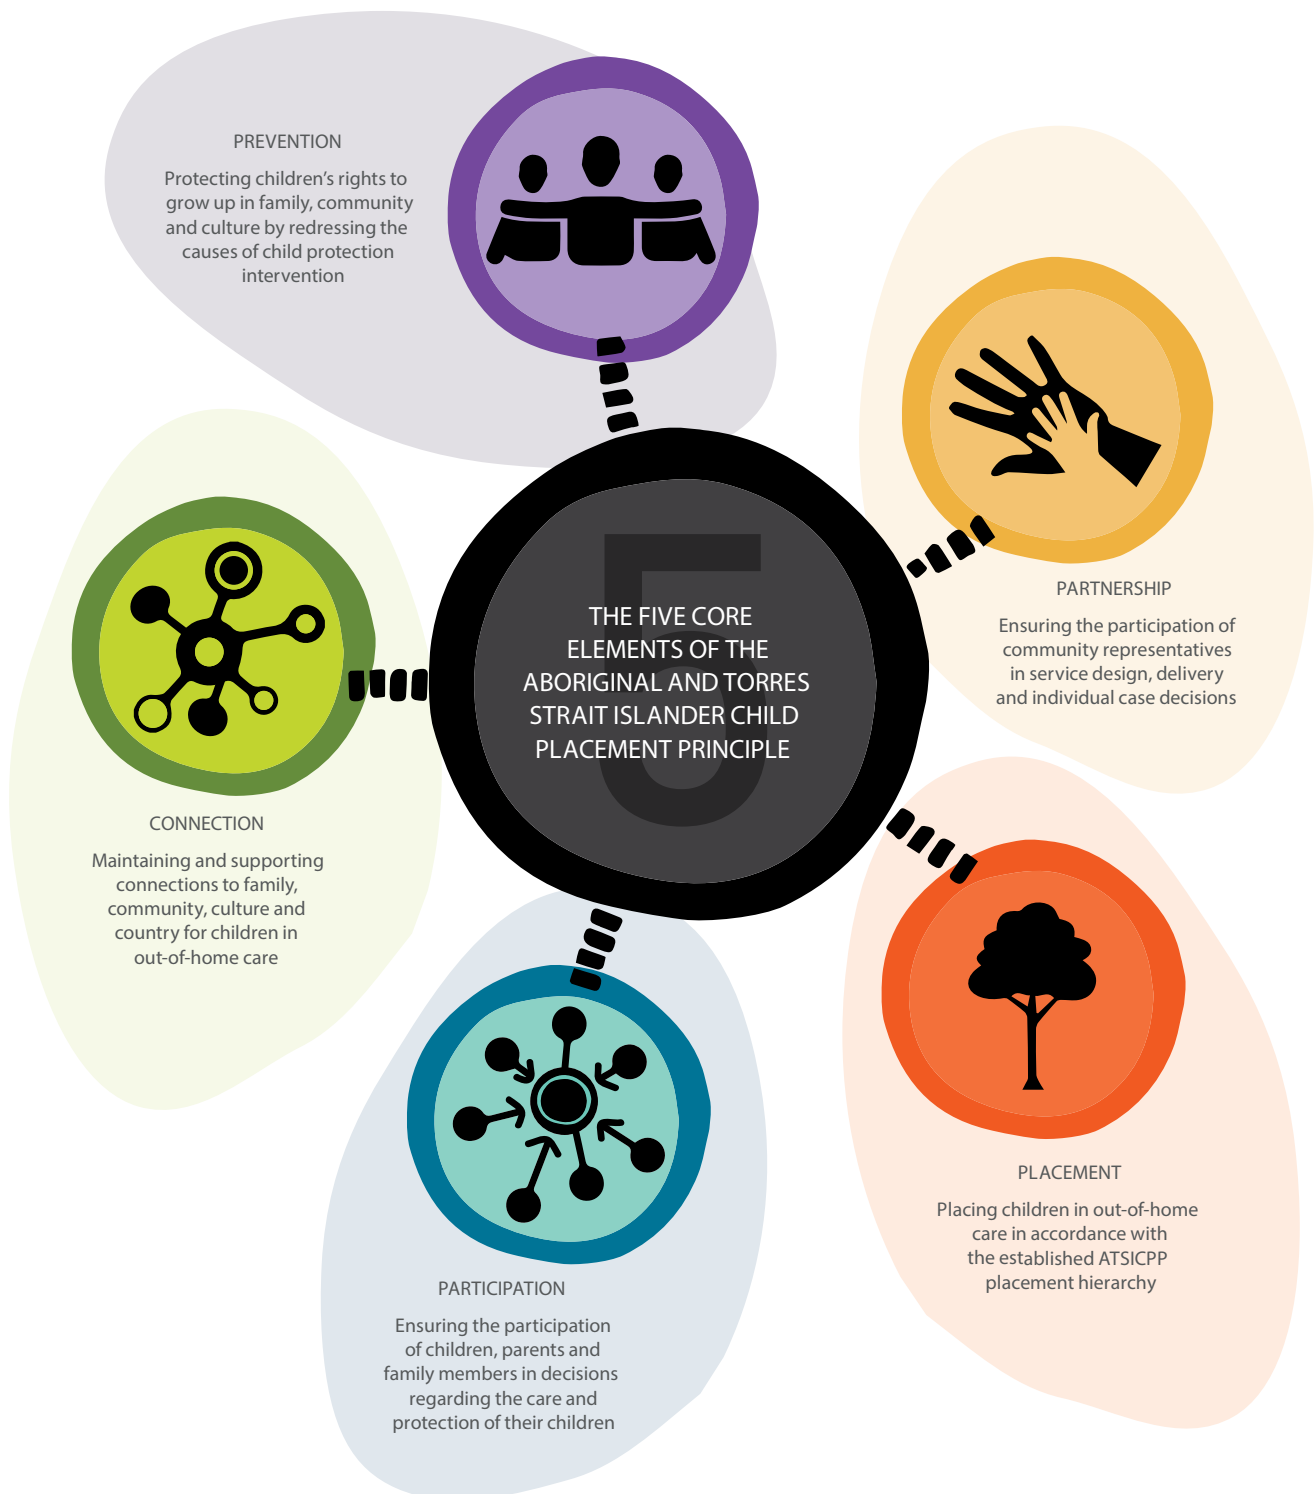 PREVENTION
Protecting children’s rights to
grow up in family, community
and culture by redressing the
causes of child protection
intervention
PARTNERSHIP
Ensuring the participation of
community representatives
in service design, delivery
and individual case decisions
5
THE FIVE CORE
ELEMENTS OF THE
ABORIGINAL AND TORRES
STRAIT ISLANDER CHILD
PLACEMENT PRINCIPLE
CONNECTION
Maintaining and supporting
connections to family,
community, culture and
country for children in
out-of-home care
PLACEMENT
Placing children in out-of-home
care in accordance with
the established ATSICPP
placement hierarchy
PARTICIPATION
Ensuring the participation
of children, parents and
family members in decisions
regarding the care and
protection of their children